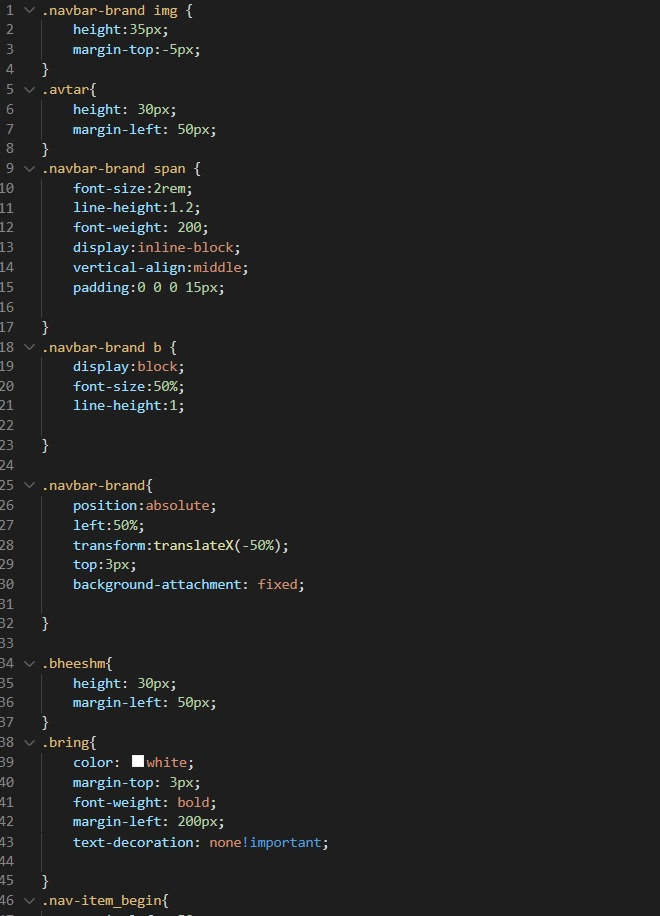 1 .navbar-brand img {
2 height:35px;
3 margin-top:-5px;
4 }
5 .avtar{
6 height: 30px;
7 margin-left: 50px;
8 }
9 .navbar-brand span {
10 font-size:2rem;
11 line-height:1.2;
12 font-weight: 200;
13 display:inline-block;
14 vertical-align:middle;
15 padding:0 0 0 15px;
16
17 }
18 .navbar-brand b {
19 display:block;
20 font-size:50%;
21 line-height:1;
22
23 }
24
25 .navbar-brand{
26 position:absolute;
27 left:50%;
28 transform:translateX(-50%);
29 top:3px;
30 background-attachment: fixed;
31
32 }
33
34 .bheeshm{
35 height: 30px;
36 margin-left: 50px;
37 }
38 .bring{
39 color: white;
40 margin-top: 3px;
41 font-weight: bold;
42 margin-left: 200px;
43 text-decoration: none!important;
44
45 }
46 .nav-item_begin{